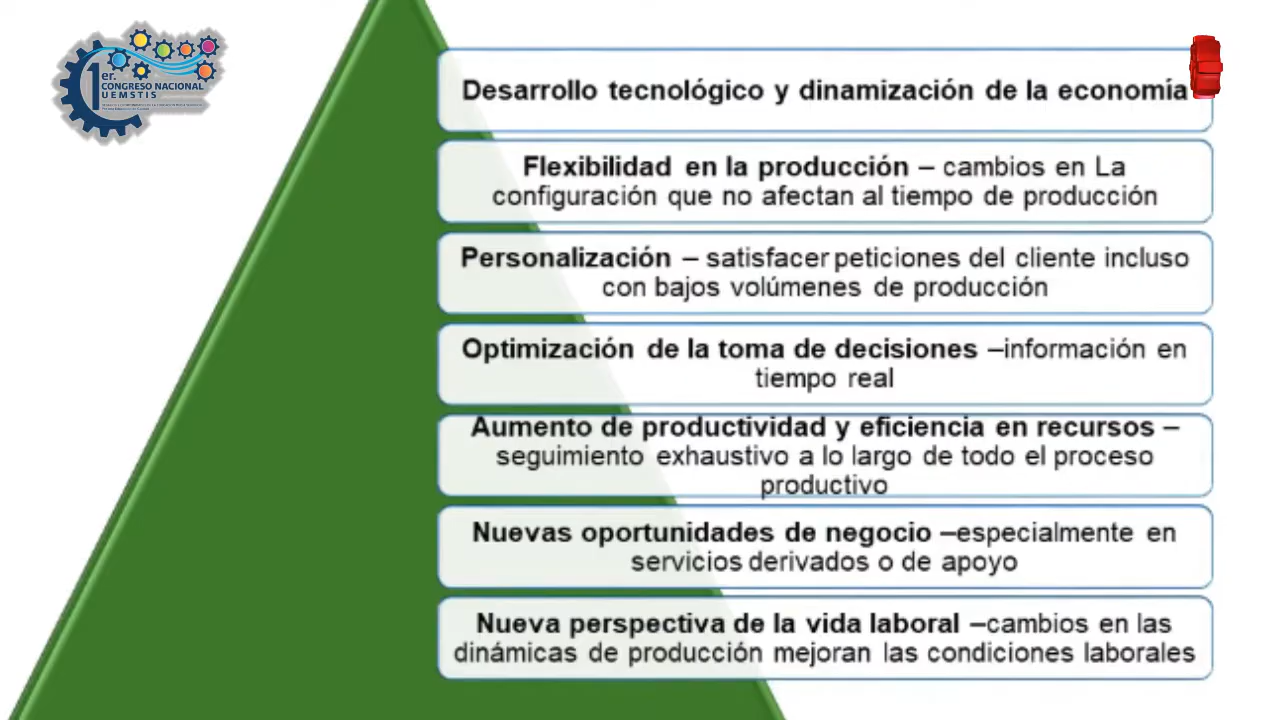 1er.
CONGRESO NACIONAL
UEMSTIS
Desarrollo tecnológico y dinamización de la economía
Flexibilidad en la producción – cambios en La
configuración que no afectan al tiempo de producción
Personalización – satisfacer peticiones del cliente incluso
con bajos volúmenes de producción
Optimización de la toma de decisiones –información en
tiempo real
Aumento de productividad y eficiencia en recursos –
seguimiento exhaustivo a lo largo de todo el proceso
productivo
Nuevas oportunidades de negocio –especialmente en
servicios derivados o de apoyo
Nueva perspectiva de la vida laboral –cambios en las
dinámicas de producción mejoran las condiciones laborales